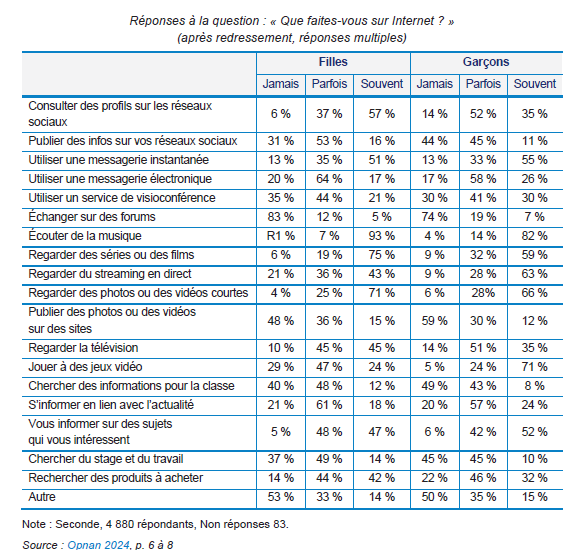 Réponses à la question : « Que faites-vous sur Internet ? »
(après redressement, réponses multiples)
Filles Garçons
Jamais Parfois Souvent Jamais Parfois Souvent
Consulter des profils sur les réseaux
sociaux 6 % 37 % 57 % 14 % 52 % 35 %
Publier des infos sur vos réseaux sociaux 31 % 53 % 16 % 44 % 45 % 11 %
Utiliser une messagerie instantanée 13 % 35 % 51 % 13 % 33 % 55 %
Utiliser une messagerie électronique 20 % 64 % 17 % 17 % 58 % 26 %
Utiliser un service de visioconférence 35 % 44 % 21 % 30 % 41 % 30 %
Échanger sur des forums 83 % 12 % 5 % 74 % 19 % 7 %
Écouter de la musique R1 % 7 % 93 % 4 % 14 % 82 %
Regarder des séries ou des films 6 % 19 % 75 % 9 % 32 % 59 %
Regarder du streaming en direct 21 % 36 % 43 % 9 % 28 % 63 %
Regarder des photos ou des vidéos courtes 4 % 25 % 71 % 6 % 28% 66 %
Publier des photos ou des vidéos
sur des sites 48 % 36 % 15 % 59 % 30 % 12 %
Regarder la télévision 10 % 45 % 45 % 14 % 51 % 35 %
Jouer à des jeux vidéo 29 % 47 % 24 % 5 % 24 % 71 %
Chercher des informations pour la classe 40 % 48 % 12 % 49 % 43 % 8 %
S'informer en lien avec l'actualité 21 % 61 % 18 % 20 % 57 % 24 %
Vous informer sur des sujets
qui vous intéressent 5 % 48 % 47 % 6 % 42 % 52 %
Chercher du stage et du travail 37 % 49 % 14 % 45 % 45 % 10 %
Rechercher des produits à acheter 14 % 44 % 42 % 22 % 46 % 32 %
Autre 53 % 33 % 14 % 50 % 35 % 15 %
Note : Seconde, 4 880 répondants, Non réponses 83.
Source : Opnan 2024, p. 6 à 8